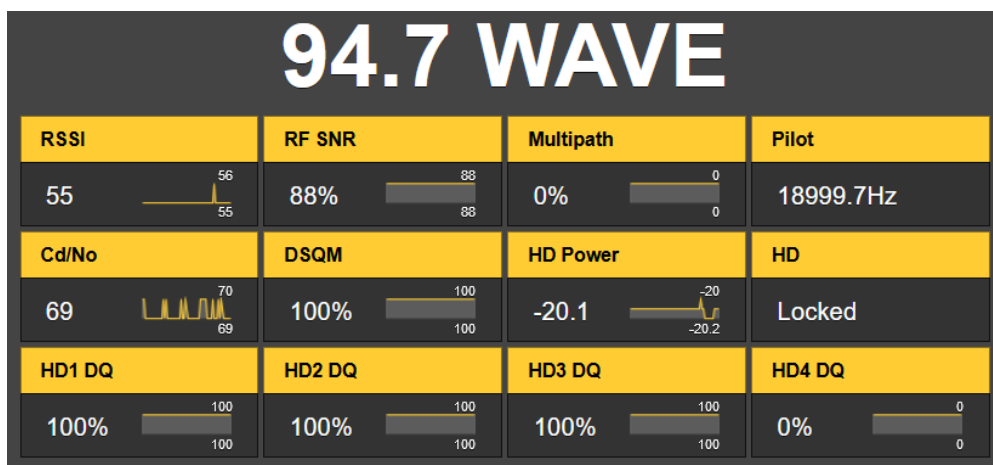 94.7 WAVE
RSSI
RF SNR
Multipath
Pilot
55
56
55
88%
88
88
0%
0
0
18999.7Hz
Cd/No
DSQM
HD Power
HD
69
70
69
100%
100
100
-20.1
-20
-20.2
Locked
HD1 DQ
HD2 DQ
HD3 DQ
HD4 DQ
100%
100
100
100%
100
100
100%
100
100
0%
0
0